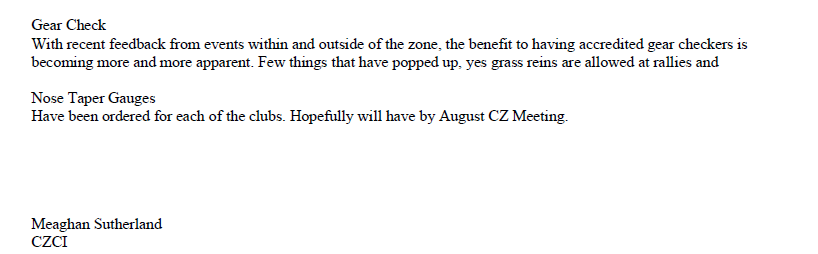 Gear Check
With recent feedback from events within and outside of the zone, the benefit to having accredited gear checkers is
becoming more and more apparent. Few things that have popped up, yes grass reins are allowed at rallies and
Nose Taper Gauges
Have been ordered for each of the clubs. Hopefully will have by August CZ Meeting.
Meaghan Sutherland
CZCI